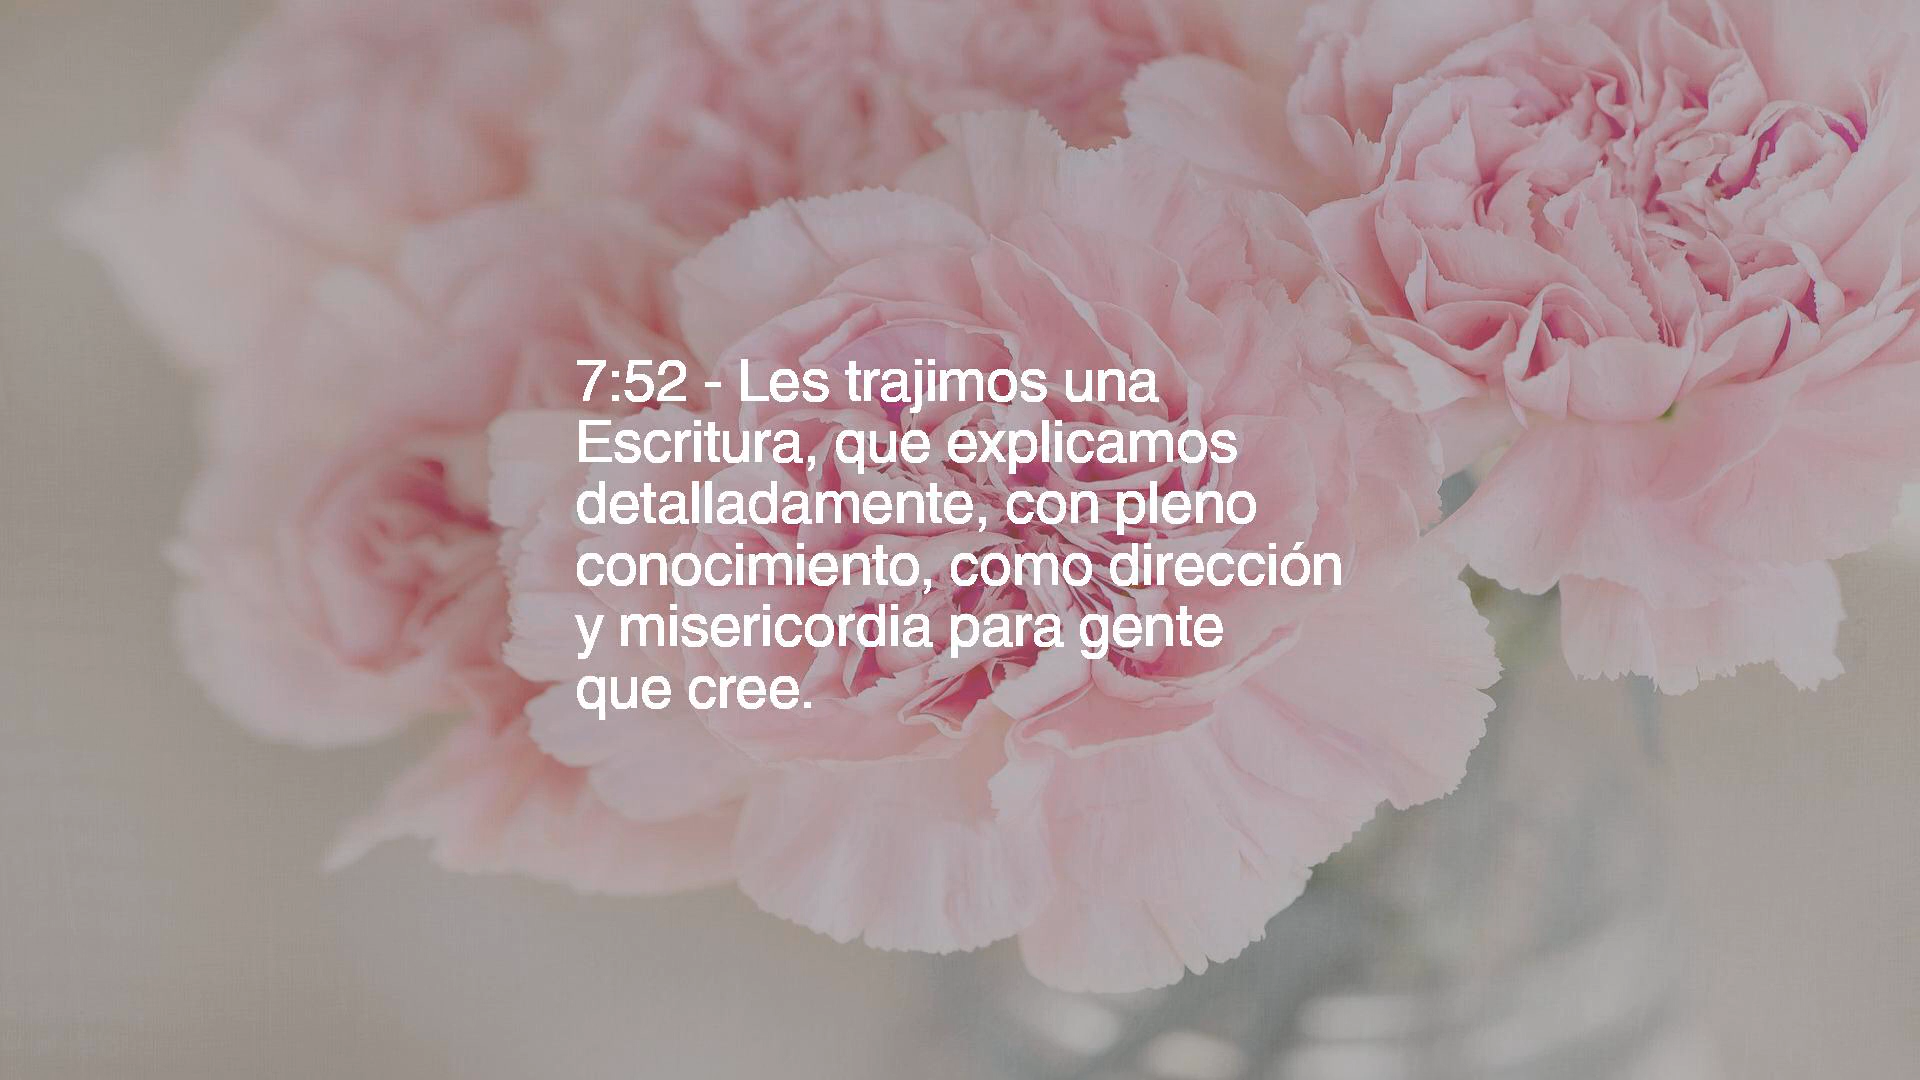 7:52 - Les trajimos una
Escritura, que explicamos
detalladamente, con pleno
conocimiento, como dirección
y misericordia para gente
que cree.